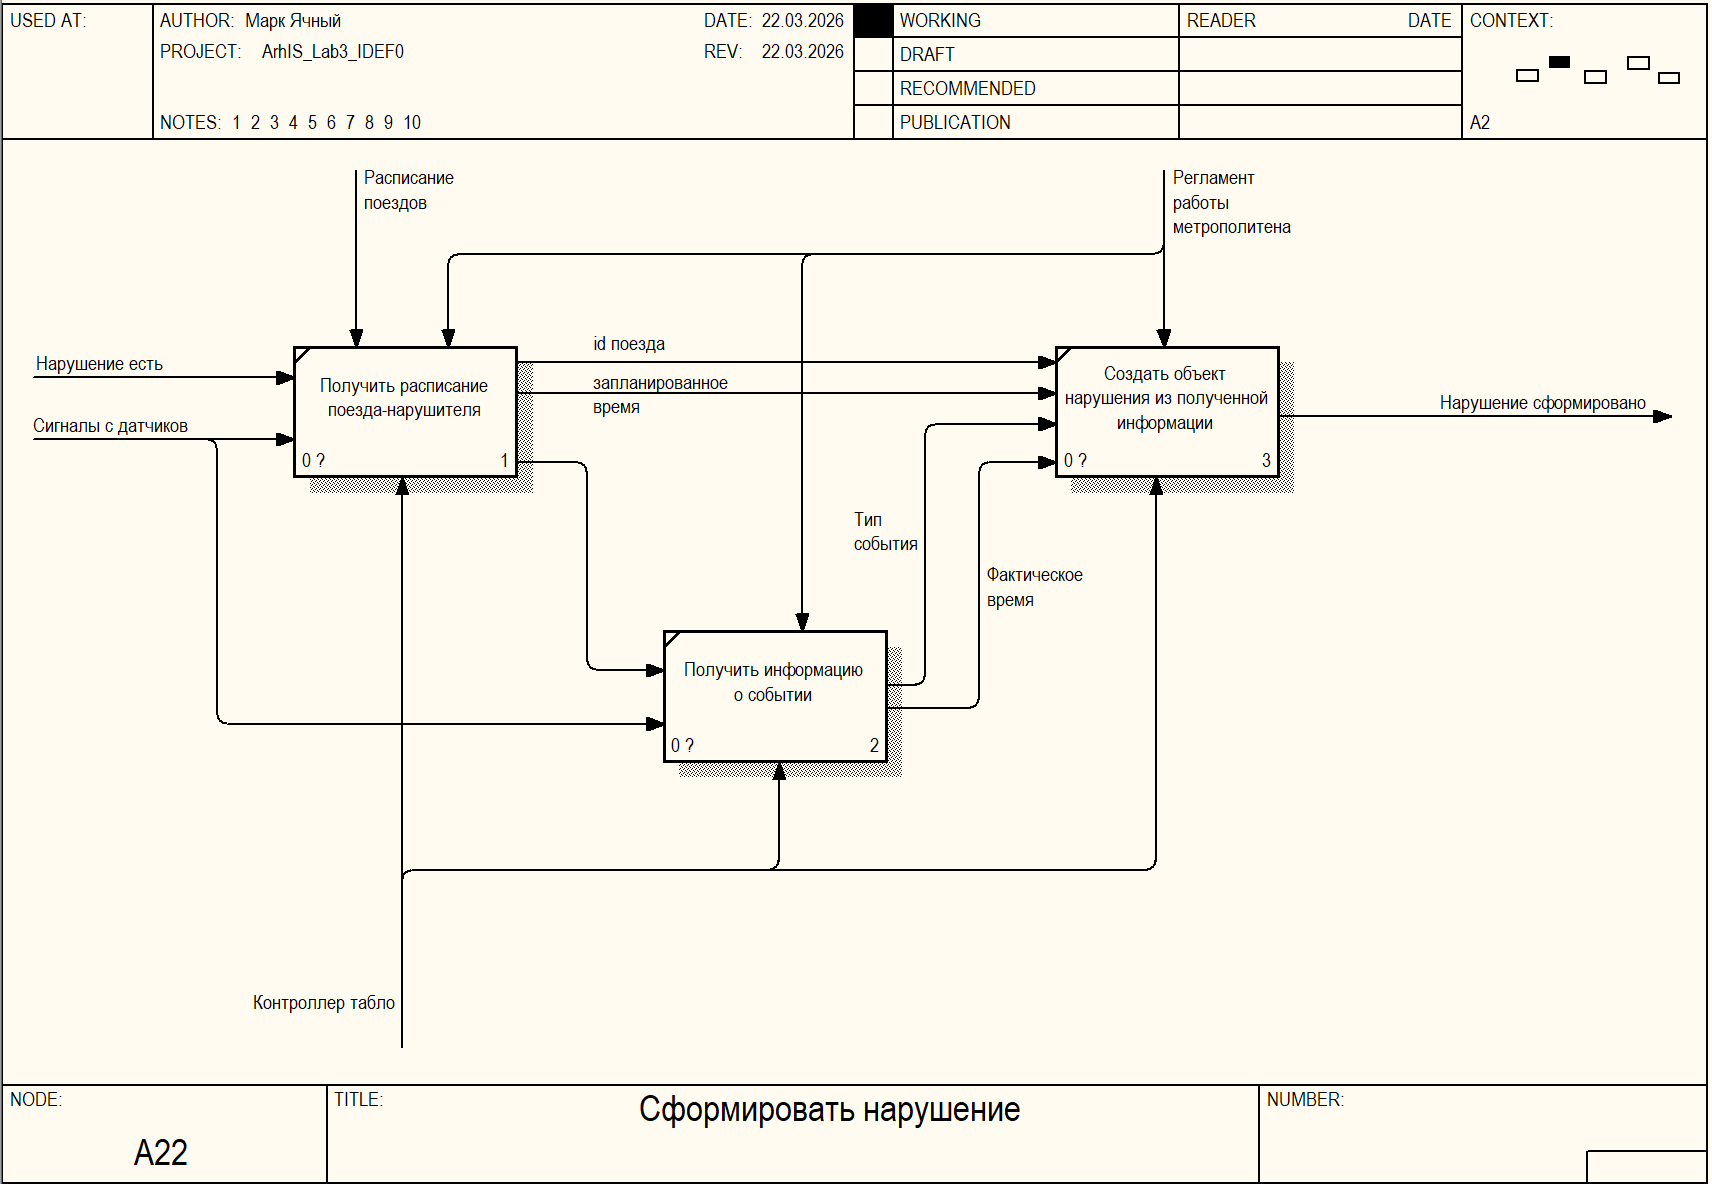 USED AT:
AUTHOR: Марк Ячный
DATE: 22.03.2026
PROJECT: ArhIS_Lab3_IDEF0
REV: 22.03.2026
NOTES: 1 2 3 4 5 6 7 8 9 10
WORKING
DRAFT
RECOMMENDED
PUBLICATION
READER
DATE
CONTEXT:
A2
Расписание
поездов
Регламент
работы
метрополитена
Нарушение есть
Сигналы с датчиков
Получить расписание
поезда-нарушителя
0 ?
1
id поезда
запланированное
время
Создать объект
нарушения из полученной
информации
0 ?
3
Нарушение сформировано
Тип
события
Фактическое
время
Получить информацию
о событии
0 ?
2
Контроллер табло
NODE:
A22
TITLE:
Сформировать нарушение
NUMBER: